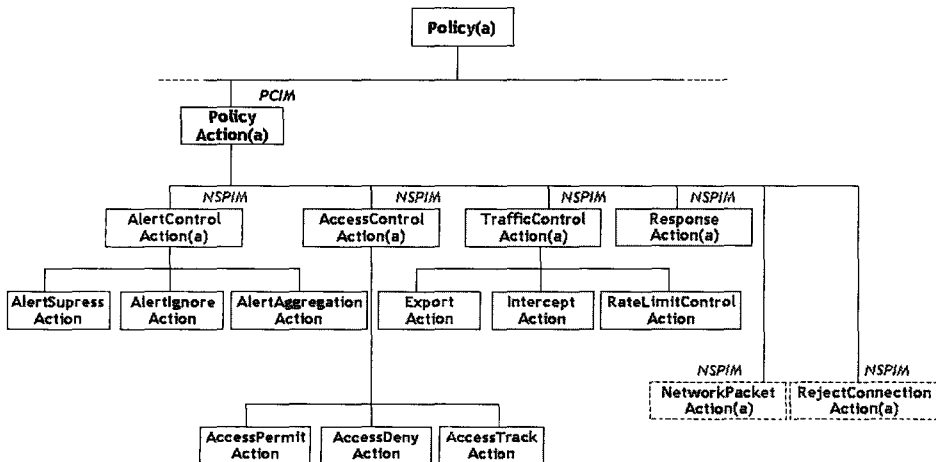 Policy(a)
PCIM
Policy
Action(a)
NSPIM
NSPIM
NSPIM
NSPIM
AlertControl
Action(a)
AccessControl
Action(a)
TrafficControl
Action(a)
Response
Action(a)
AlertSupress
Action
AlertIgnore
Action
AlertAggregation
Action
Export
Action
Intercept
Action
RateLimitControl
Action
NSPIM
NSPIM
NetworkPacket
Action(a)
RejectConnection
Action(a)
AccessPermit
Action
AccessDeny
Action
AccessTrack
Action